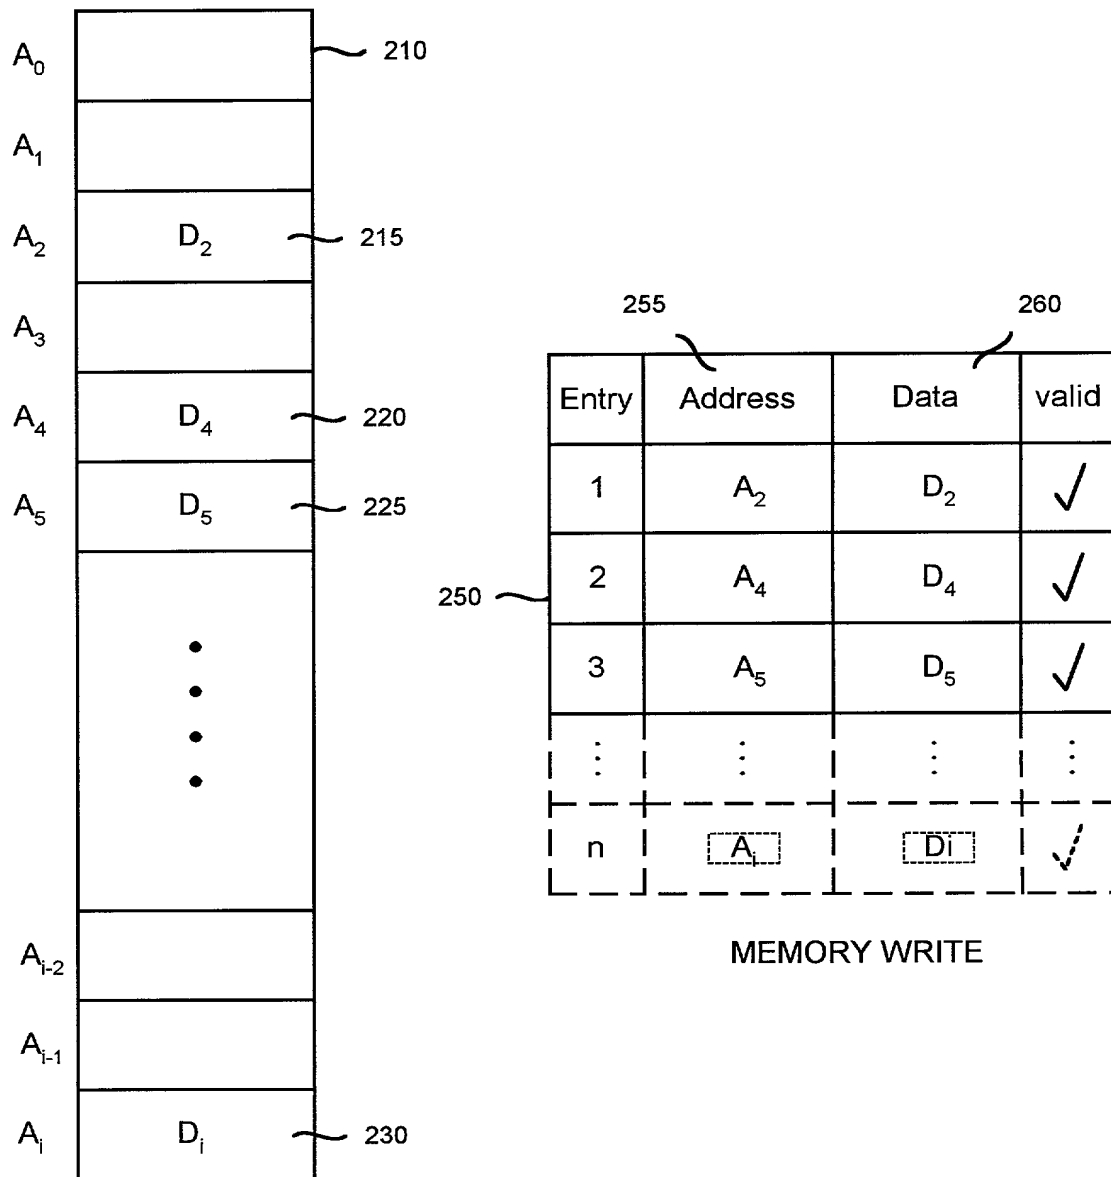 A₀ 210
A₁
A₂ D₂ 215
A₃
255 260
A₄ D₄ 220
Entry Address Data valid
A₅ D₅ 225
1 A₂ D₂ ✓
250
2 A₄ D₄ ✓
3 A₅ D₅ ✓
n Aᵢ Di ✓
MEMORY WRITE
Aᵢ₋₂
Aᵢ₋₁
Aᵢ Dᵢ 230